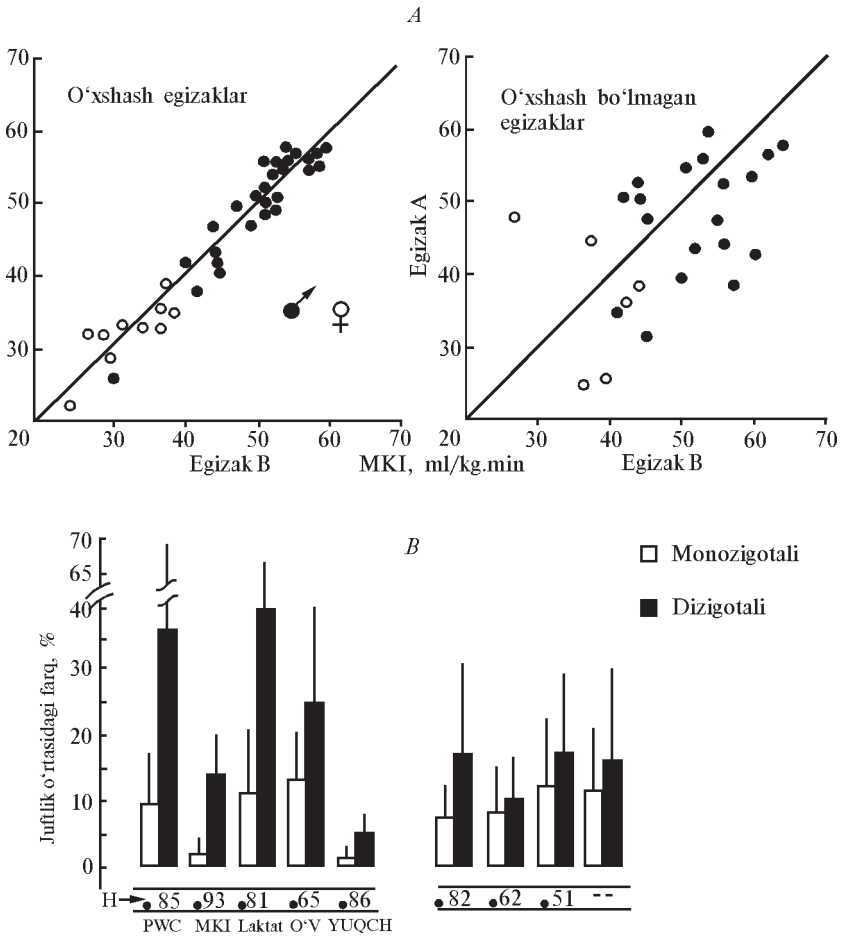 A
70
60
50
40
30
20
O‘xshash egizaklar
30 40 50 60 70
Egizak B
MKI, ml/kg.min
70
60
50
40
30
20
O‘xshash bo‘lmagan
egizaklar
Egizak A
30 40 50 60 70
Egizak B
B
70
65
40
30
20
10
0
Juftlik o‘rtasidagi farq, %
Monozigotali
Dizigotali
H 85 93 81 65 86
82 62 51 --
PWC MKI Laktat O‘V YUQCH